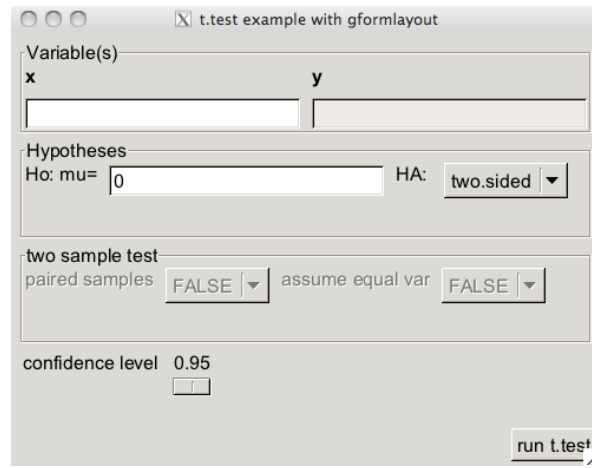 t.test example with gformlayout
Variable(s)
x y
Hypotheses
Ho: mu= 0 HA: two.sided
two sample test
paired samples FALSE assume equal var FALSE
confidence level 0.95
run t.test